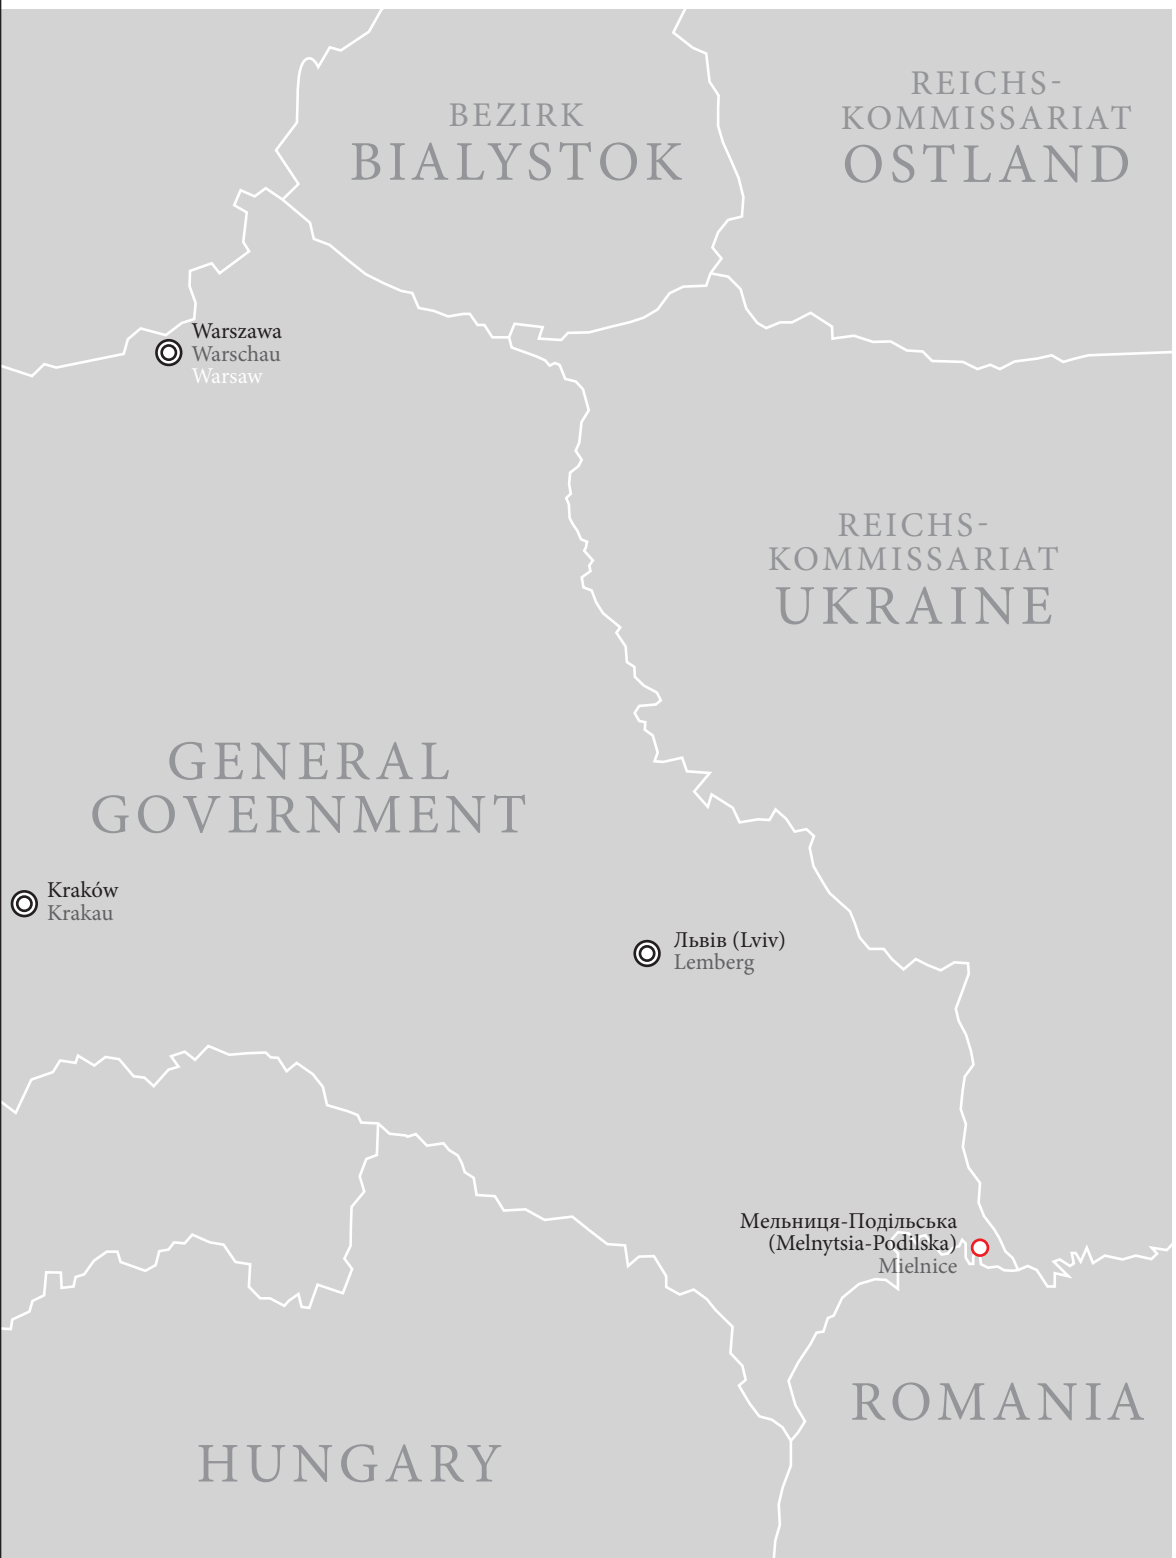 BEZIRK
BIALYSTOK
REICHS-
KOMMISSARIAT
OSTLAND
Warszawa
Warschau
Warsaw
REICHS-
KOMMISSARIAT
UKRAINE
GENERAL
GOVERNMENT
Kraków
Krakau
Львів (Lviv)
Lemberg
Мельниця-Подільська
(Melnytsia-Podilska)
Mielnice
ROMANIA
HUNGARY